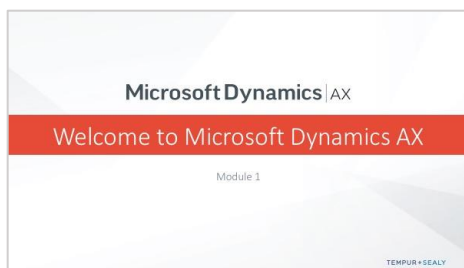 Microsoft Dynamics | AX
Welcome to Microsoft Dynamics AX
Module 1
TEMPUR+SEALY